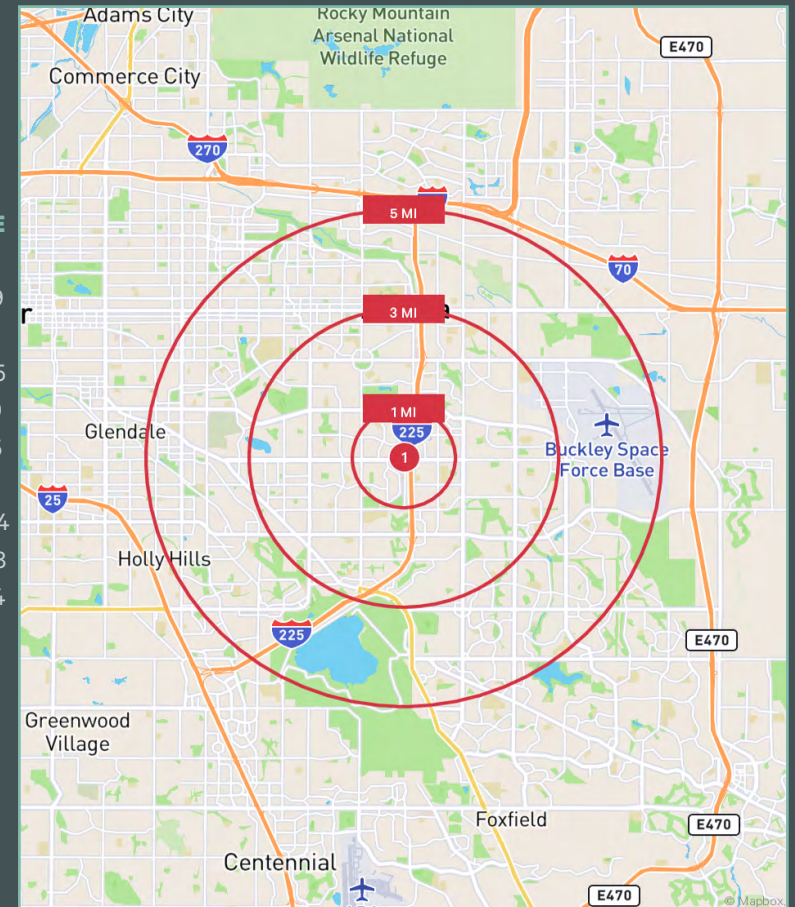 Adams City
Rocky Mountain
Arsenal National
Wildlife Refuge
E470
Commerce City
270
5 MI
70
3 MI
1 MI
225
Glendale
1
Buckley Space
Force Base
25
Holly Hills
225
E470
Greenwood
Village
Foxfield
E470
Centennial
E470
© Mapbox